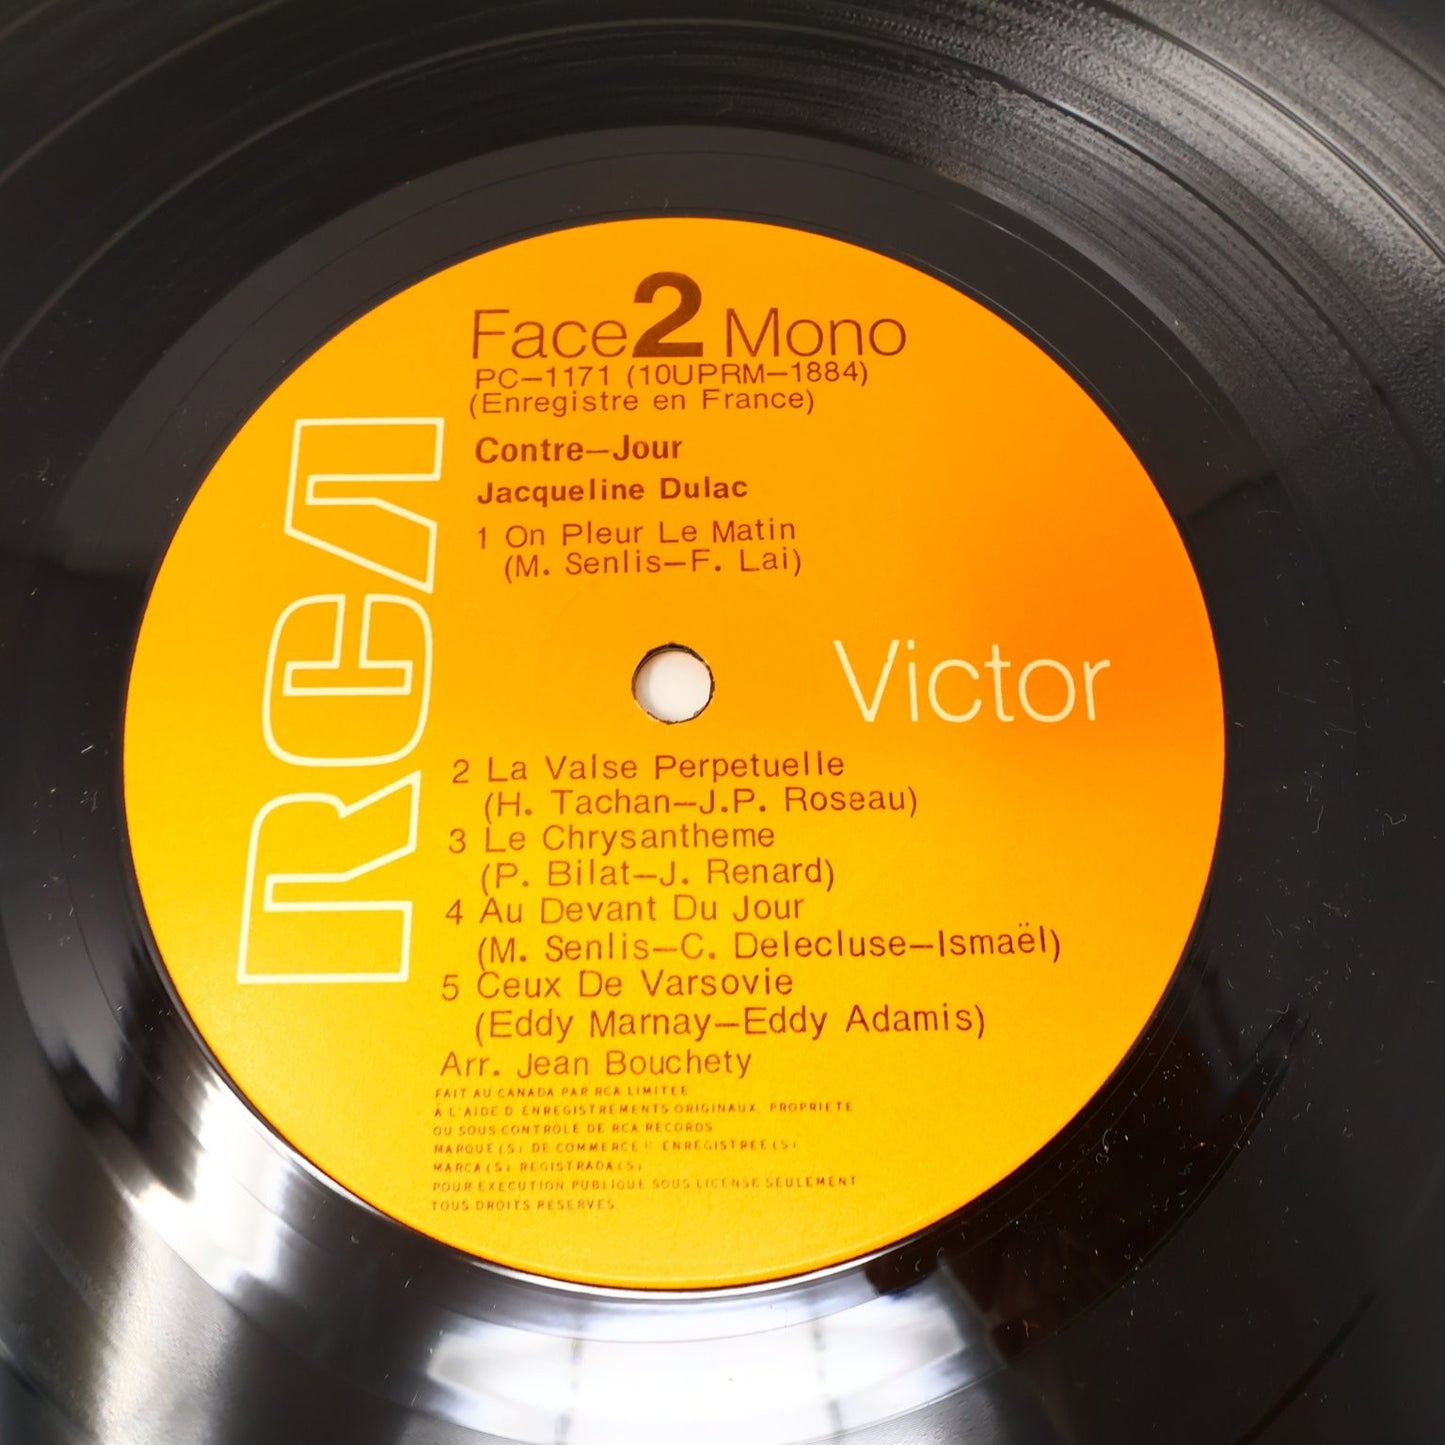 Face 2 Mono
PC—1171 (10UPRM—1884)
(Enregistre en France)
Contre—Jour
Jacqueline Dulac
1 On Pleur Le Matin
(M. Senlis—F. Lai)
RCA
Victor
2 La Valse Perpetuelle
(H. Tachan—J.P. Roseau)
3 Le Chrysantheme
(P. Bilat—J. Renard)
4 Au Devant Du Jour
(M. Senlis—C. Delecluse—Ismaël)
5 Ceux De Varsovie
(Eddy Marnay—Eddy Adamis)
Arr. Jean Bouchety
FAIT AU CANADA PAR RCA LIMITEE
À L'AIDE D ENREGISTREMENTS ORIGINAUX, PROPRIETE
OU SOUS CONTROLE DE RCA RECORDS
MARQUE(S) DE COMMERCE ENREGISTREE(S)
MARCA(S) REGISTRADA(S)
POUR EXECUTION PUBLIQUE SOUS LICENSE SEULEMENT
TOUS DROITS RESERVES